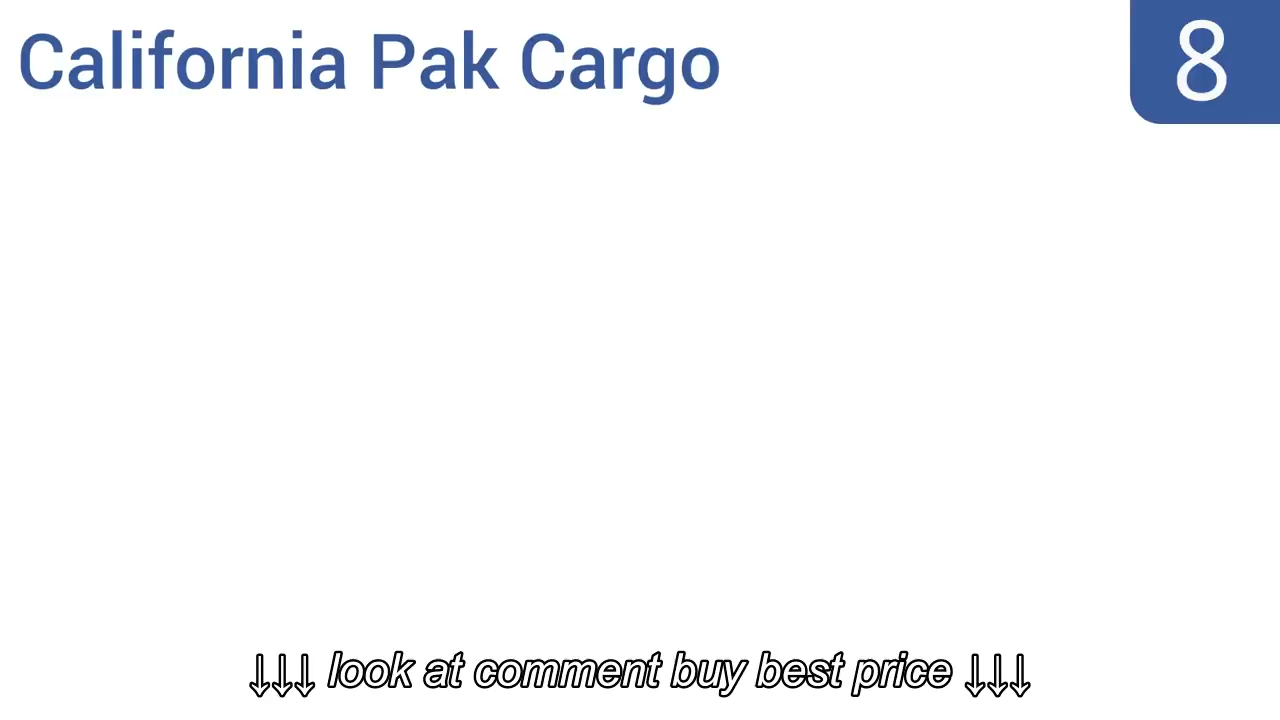 California Pak Cargo
8
↓↓↓ look at comment buy best price ↓↓↓